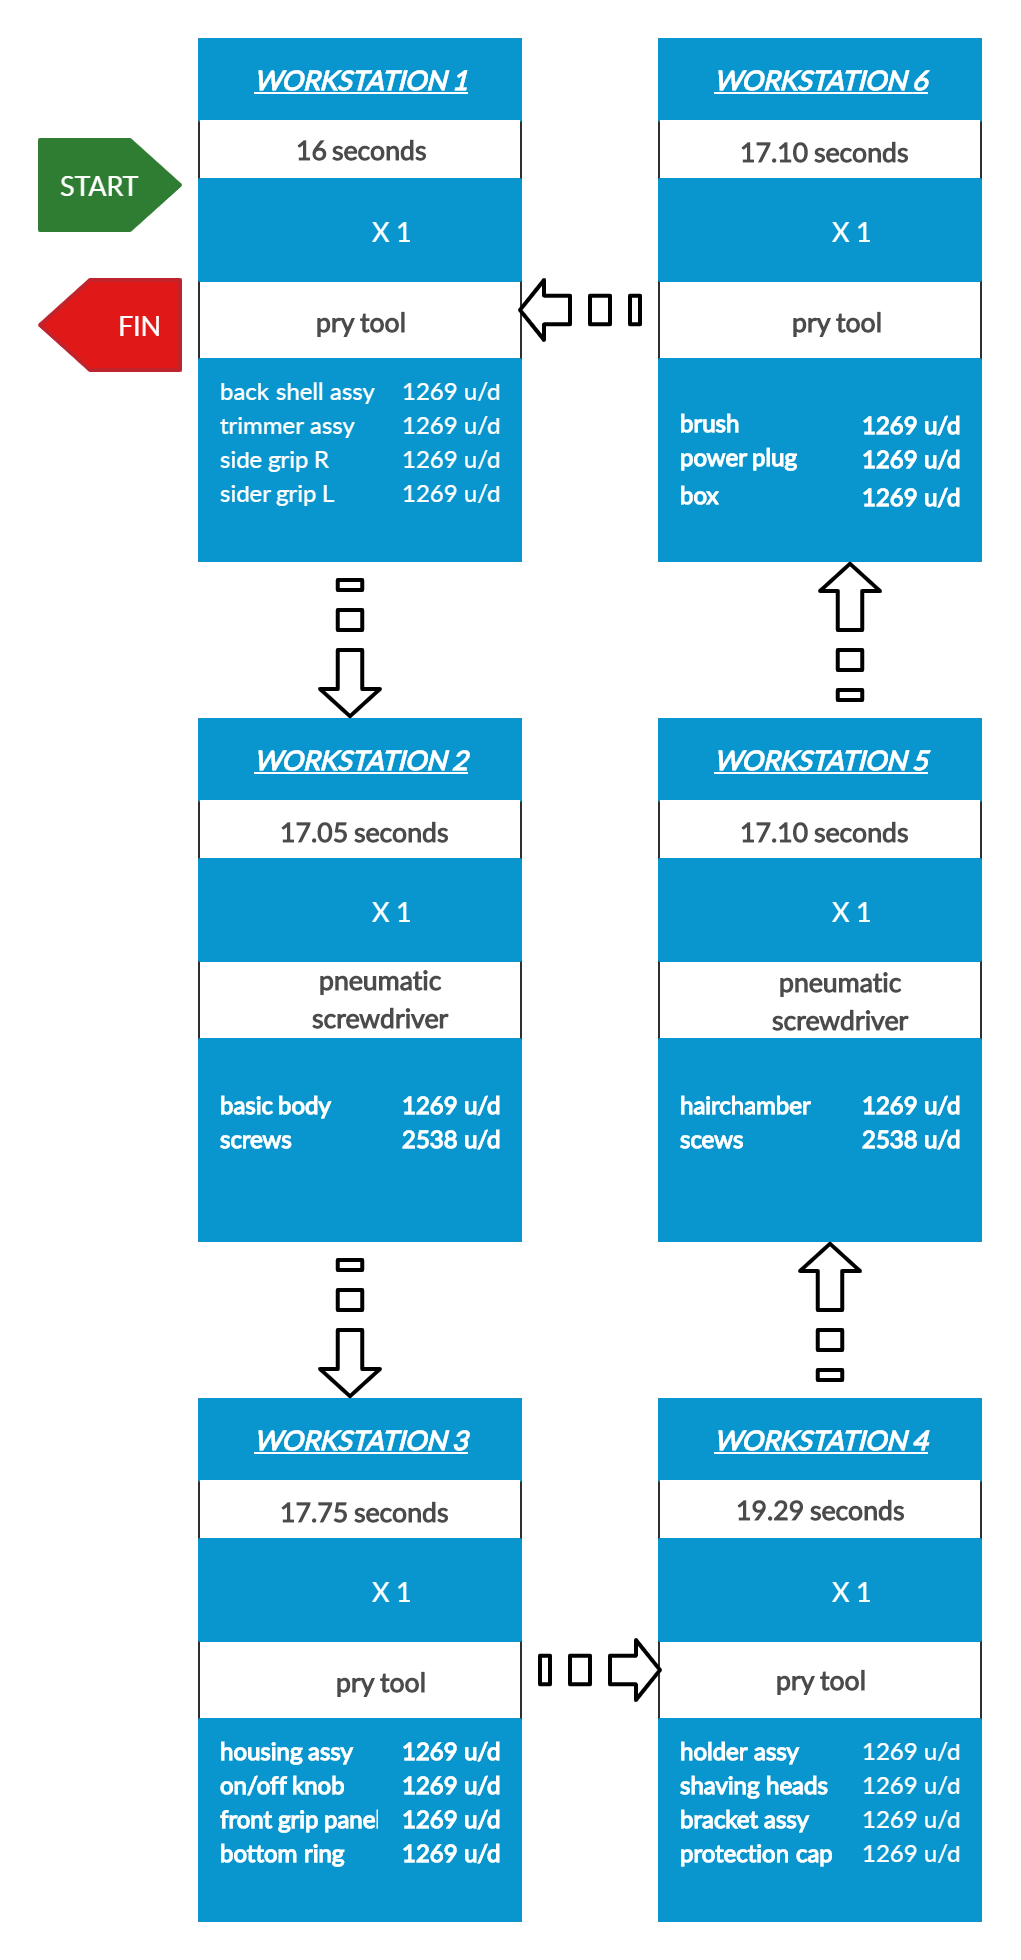 START
FIN
WORKSTATION 1
16 seconds
X 1
pry tool
back shell assy 1269 u/d
trimmer assy 1269 u/d
side grip R 1269 u/d
sider grip L 1269 u/d
WORKSTATION 2
17.05 seconds
X 1
pneumatic
screwdriver
basic body 1269 u/d
screws 2538 u/d
WORKSTATION 3
17.75 seconds
X 1
pry tool
housing assy 1269 u/d
on/off knob 1269 u/d
front grip panel 1269 u/d
bottom ring 1269 u/d
WORKSTATION 4
19.29 seconds
X 1
pry tool
holder assy 1269 u/d
shaving heads 1269 u/d
bracket assy 1269 u/d
protection cap 1269 u/d
WORKSTATION 5
17.10 seconds
X 1
pneumatic
screwdriver
hairchamber 1269 u/d
scews 2538 u/d
WORKSTATION 6
17.10 seconds
X 1
pry tool
brush 1269 u/d
power plug 1269 u/d
box 1269 u/d